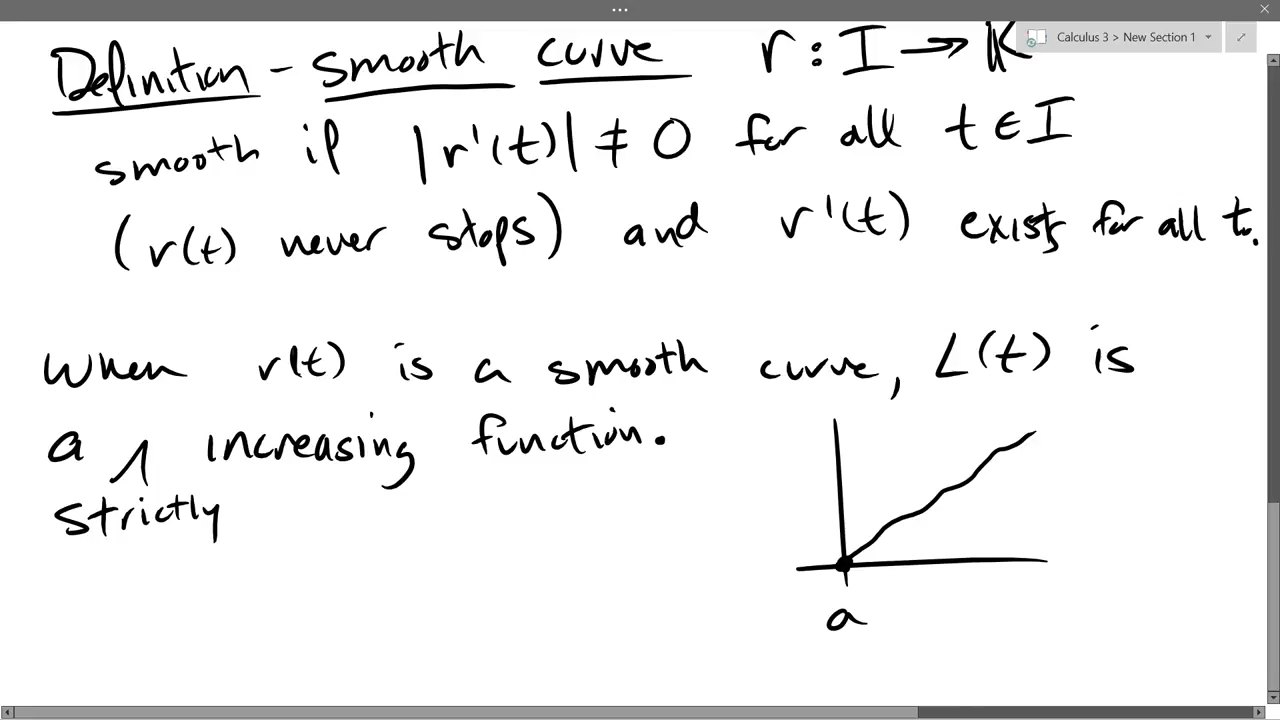 Definition - smooth curve r : I → R
Calculus 3 > New Section 1
smooth if |r'(t)| ≠ 0 for all t ∈ I
(r(t) never stops) and r'(t) exists for all t.
When r(t) is a smooth curve, L(t) is
a ⋀ increasing function.
strictly
a